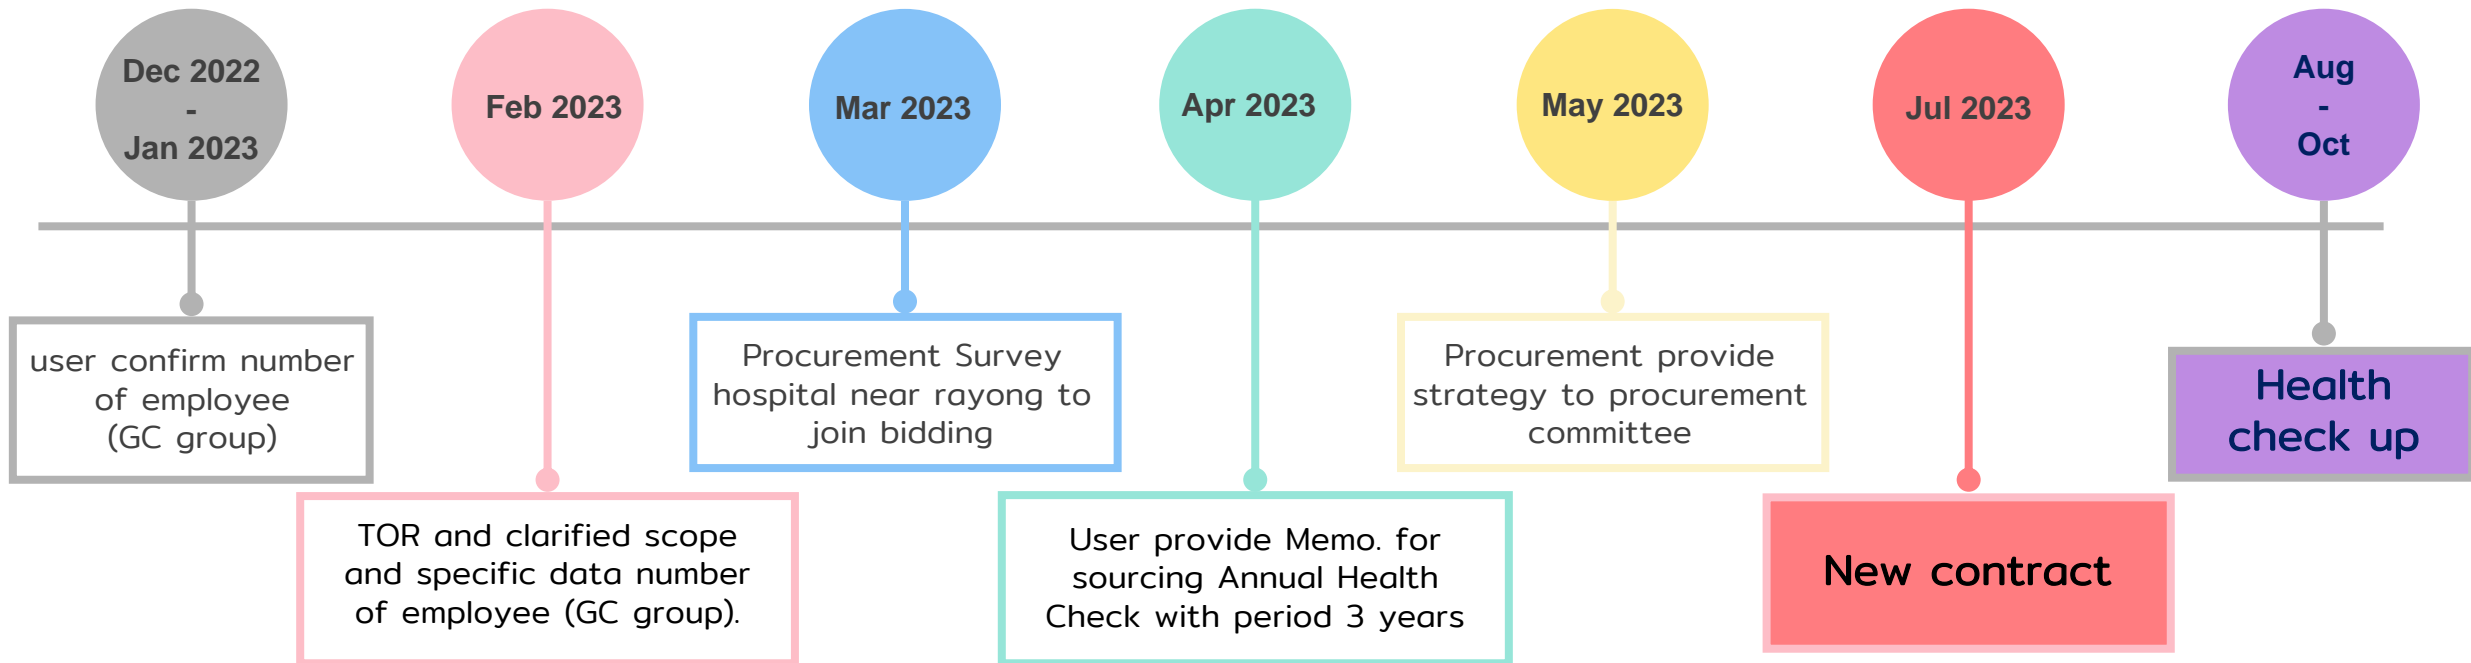 Dec 2022
-
Jan 2023
Feb 2023
Mar 2023
Apr 2023
May 2023
Jul 2023
Aug
-
Oct
user confirm number
of employee
(GC group)
TOR and clarified scope
and specific data number
of employee (GC group).
Procurement Survey
hospital near rayong to
join bidding
User provide Memo. for
sourcing Annual Health
Check with period 3 years
Procurement provide
strategy to procurement
committee
New contract
Health
check up